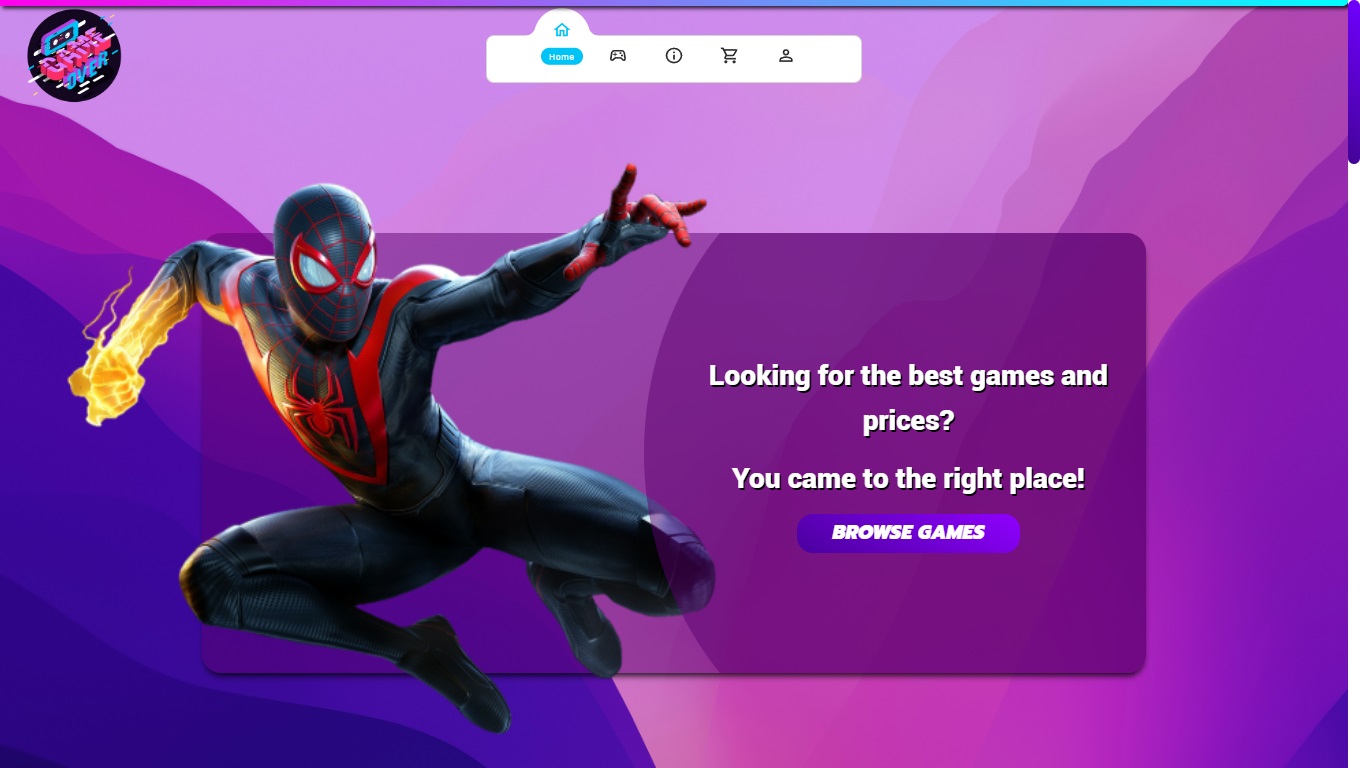 GAME
OVER
Home
Looking for the best games and
prices?
You came to the right place!
BROWSE GAMES